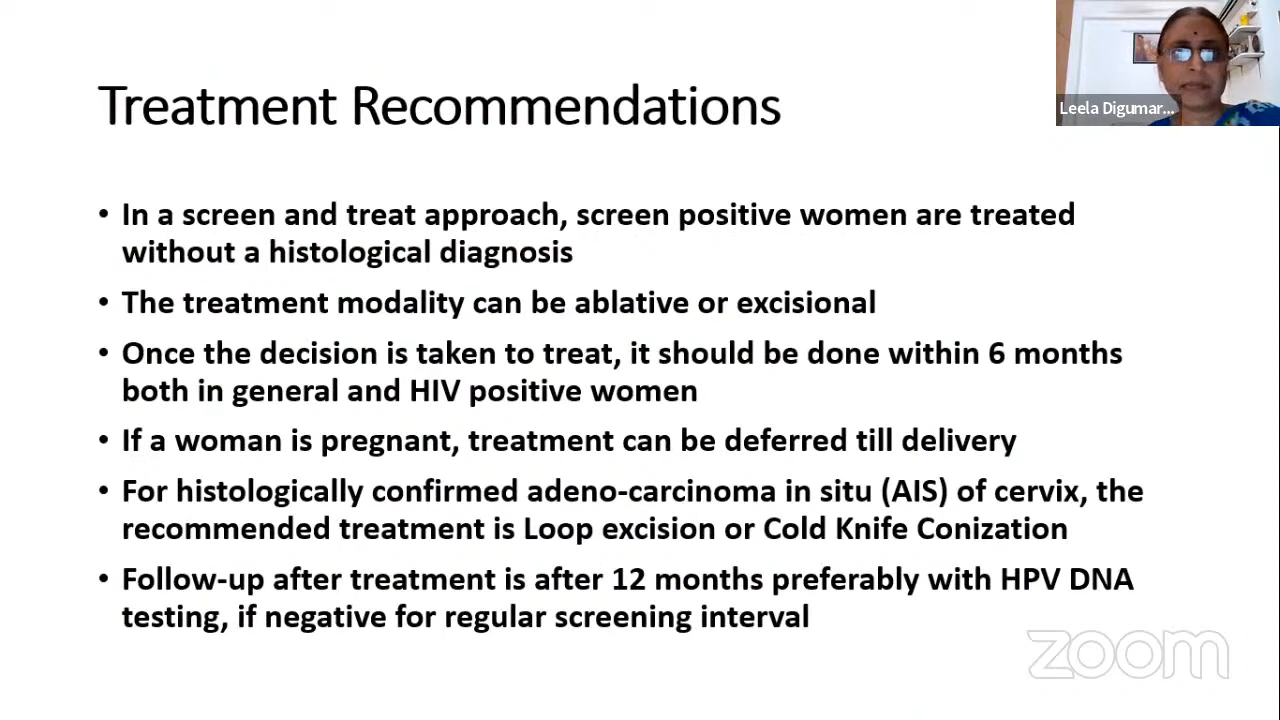 Treatment Recommendations
Leela Digumar...
• In a screen and treat approach, screen positive women are treated
without a histological diagnosis
• The treatment modality can be ablative or excisional
• Once the decision is taken to treat, it should be done within 6 months
both in general and HIV positive women
• If a woman is pregnant, treatment can be deferred till delivery
• For histologically confirmed adeno-carcinoma in situ (AIS) of cervix, the
recommended treatment is Loop excision or Cold Knife Conization
• Follow-up after treatment is after 12 months preferably with HPV DNA
testing, if negative for regular screening interval
zoom